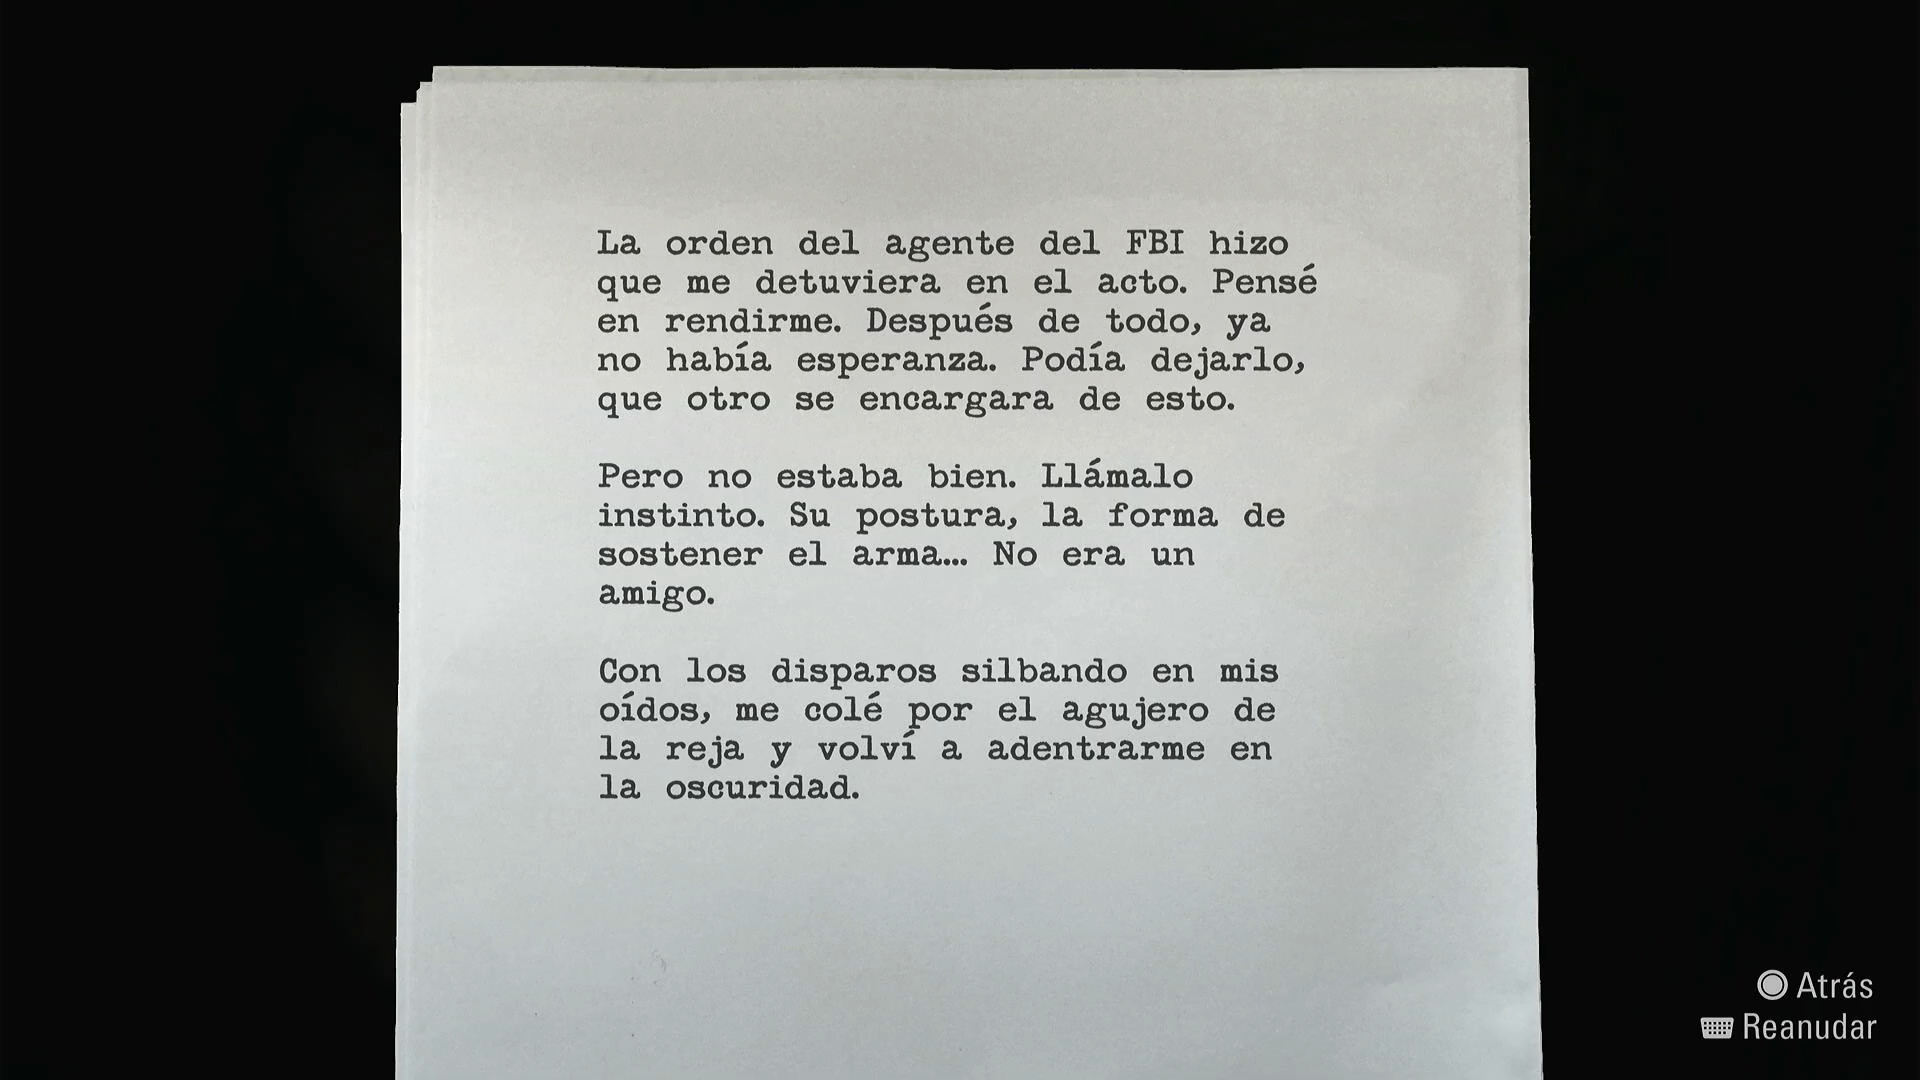 La orden del agente del FBI hizo
que me detuviera en el acto. Pensé
en rendirme. Después de todo, ya
no había esperanza. Podía dejarlo,
que otro se encargara de esto.
Pero no estaba bien. Llámalo
instinto. Su postura, la forma de
sostener el arma… No era un
amigo.
Con los disparos silbando en mis
oídos, me colé por el agujero de
la reja y volví a adentrarme en
la oscuridad.
Atrás
Reanudar